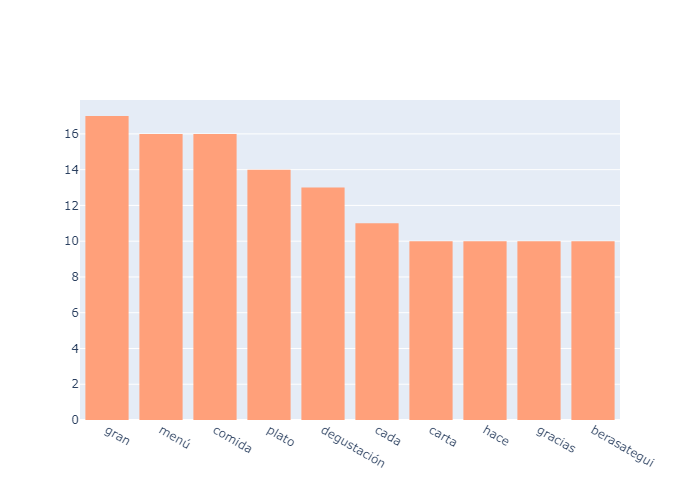 16
14
12
10
8
6
4
2
0
gran
menú
comida
plato
degustación
cada
carta
hace
gracias
berasategui